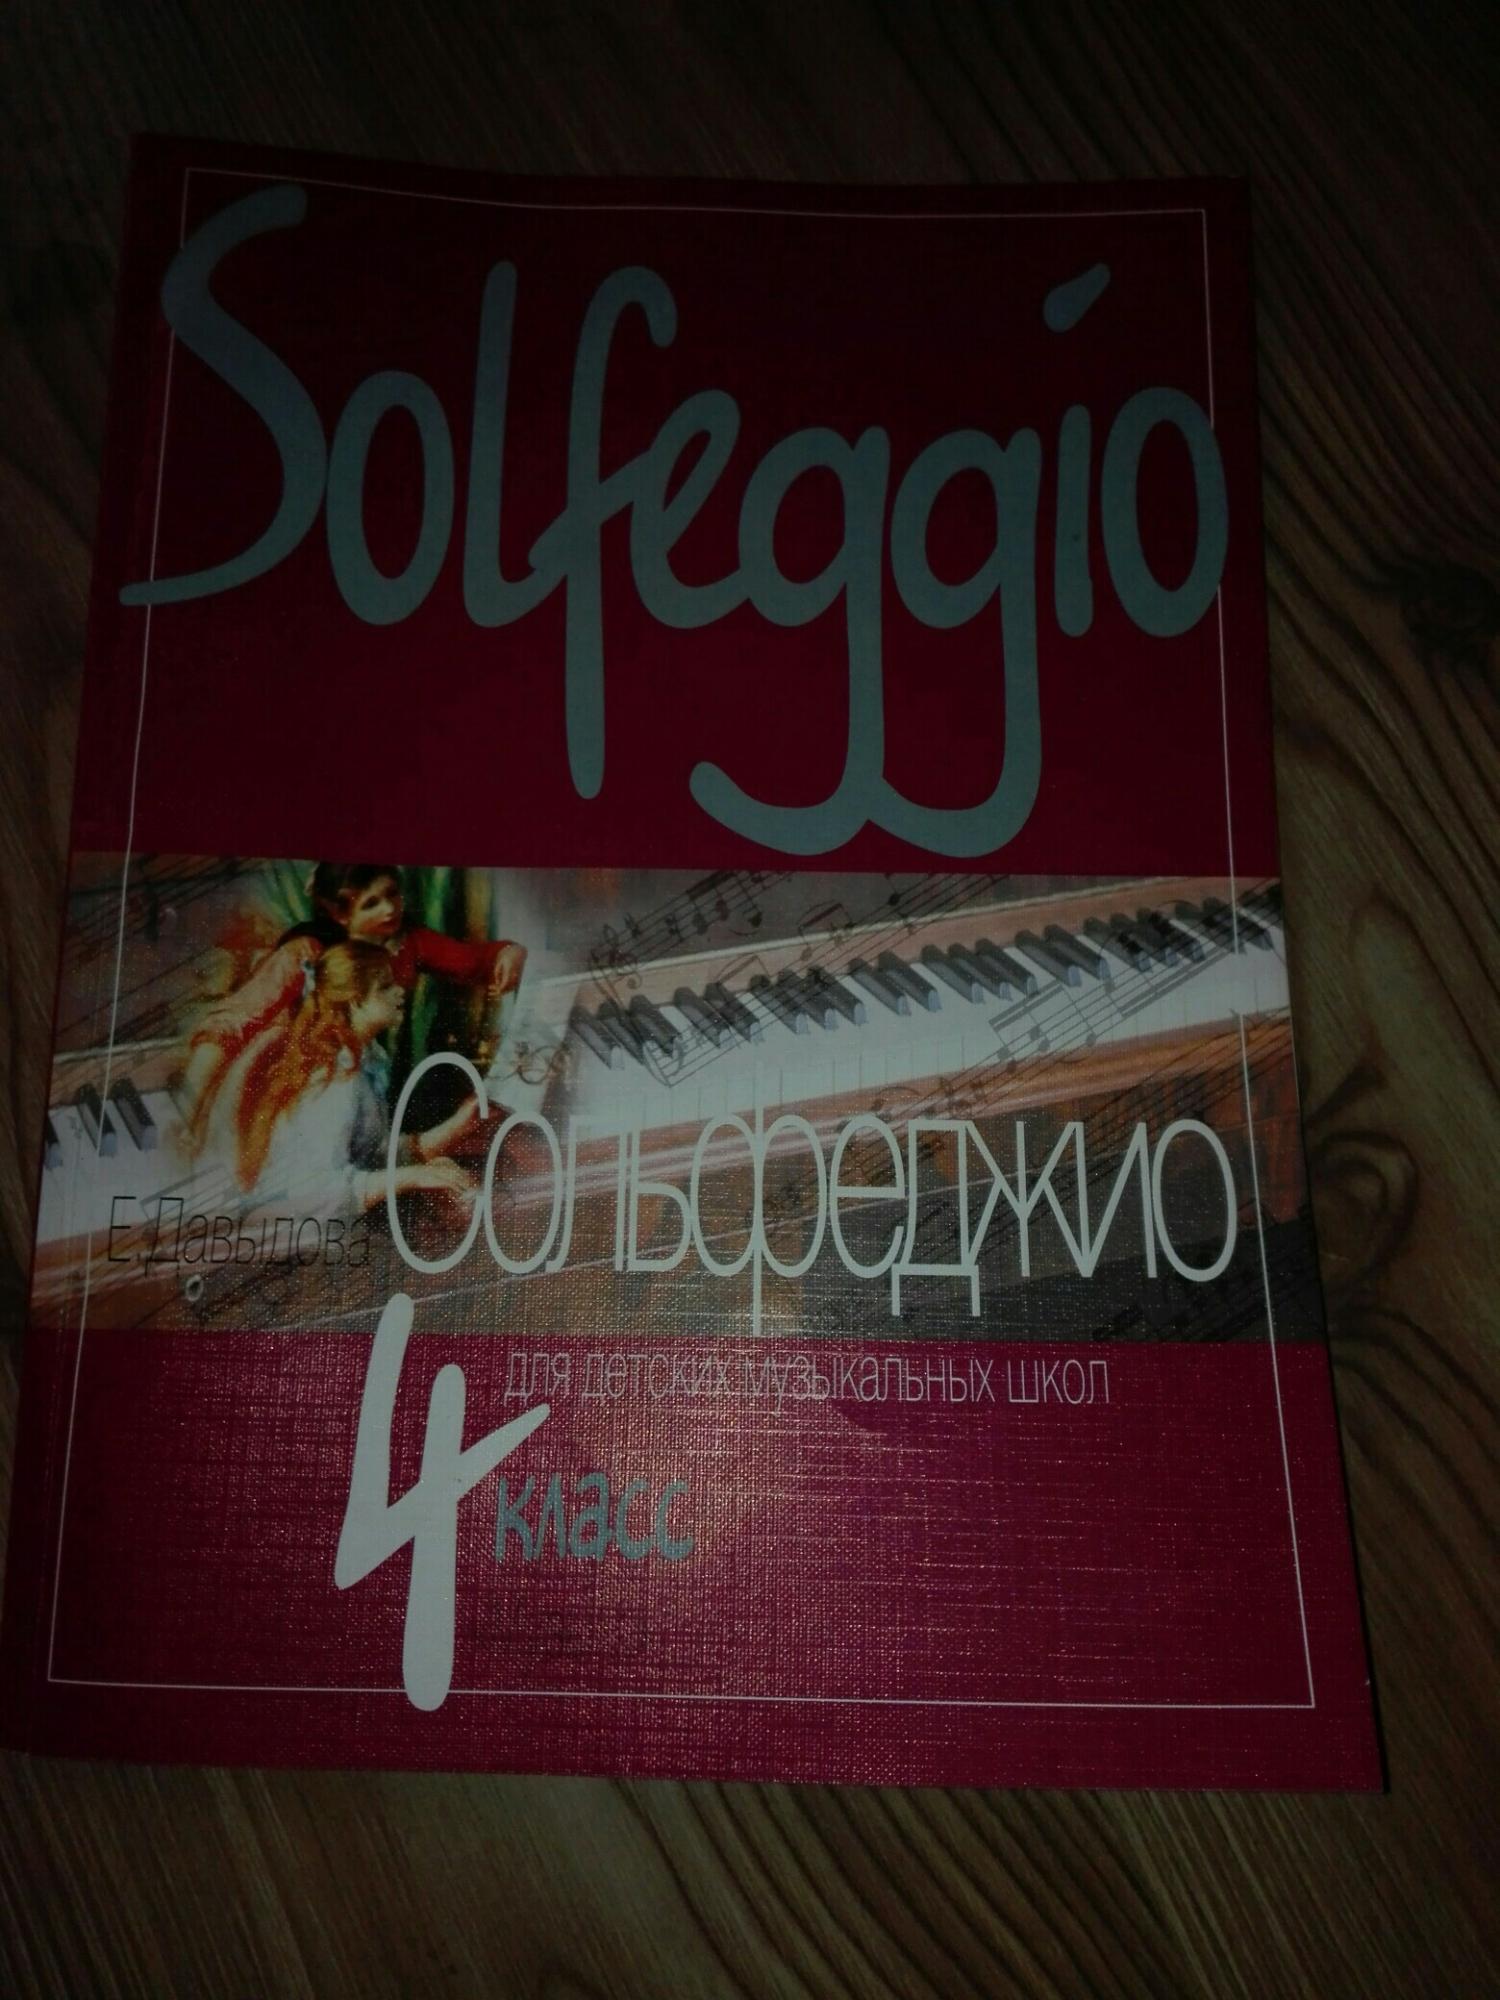 Solfeggio
Е.Давыдова
Сольфеджио
для детских музыкальных школ
4 класс